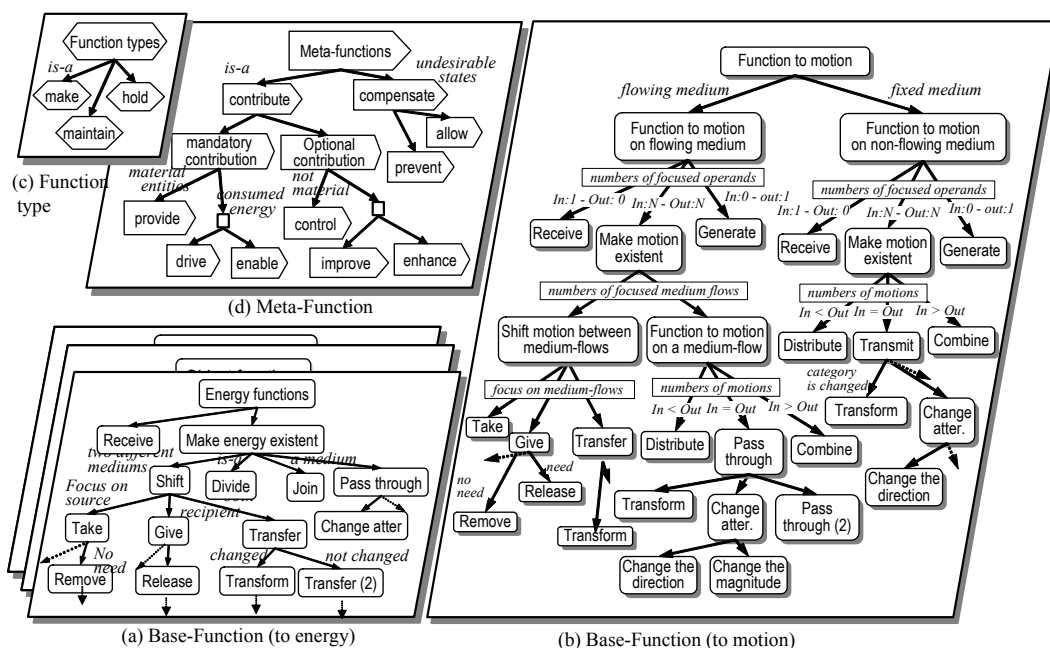 Function types
is-a
make
hold
maintain
(c) Function
type
Meta-functions
is-a
undesirable
states
contribute
compensate
mandatory
contribution
Optional
contribution
allow
prevent
material
entities
consumed
energy
not
material
provide
control
drive
enable
improve
enhance
(d) Meta-Function
Energy functions
Receive
Make energy existent
two different
mediums
is-a
a medium
Shift
Divide
Join
Pass through
Focus on
source
recipient
Take
Give
Transfer
Change atter
No
need
changed
not changed
Remove
Release
Transform
Transfer (2)
(a) Base-Function (to energy)
Function to motion
flowing medium
fixed medium
Function to motion
on flowing medium
Function to motion
on non-flowing medium
numbers of focused operands
In:1 - Out: 0
In:N - Out:N
In:0 - out:1
Receive
Make motion
existent
Generate
numbers of focused operands
In:1 - Out: 0
In:N - Out:N
In:0 - out:1
Receive
Make motion
existent
Generate
numbers of focused medium flows
numbers of motions
In < Out
In = Out
In > Out
Distribute
Transmit
Combine
Shift motion between
medium-flows
Function to motion
on a medium-flow
focus on medium-flows
numbers of motions
In < Out
In = Out
In > Out
category
is changed
Transform
Change
atter.
Take
Give
Transfer
Distribute
Pass
through
Combine
no
need
need
Remove
Release
Transform
Transform
Change
atter.
Pass
through (2)
Change the
direction
Change the
direction
Change the
magnitude
(b) Base-Function (to motion)